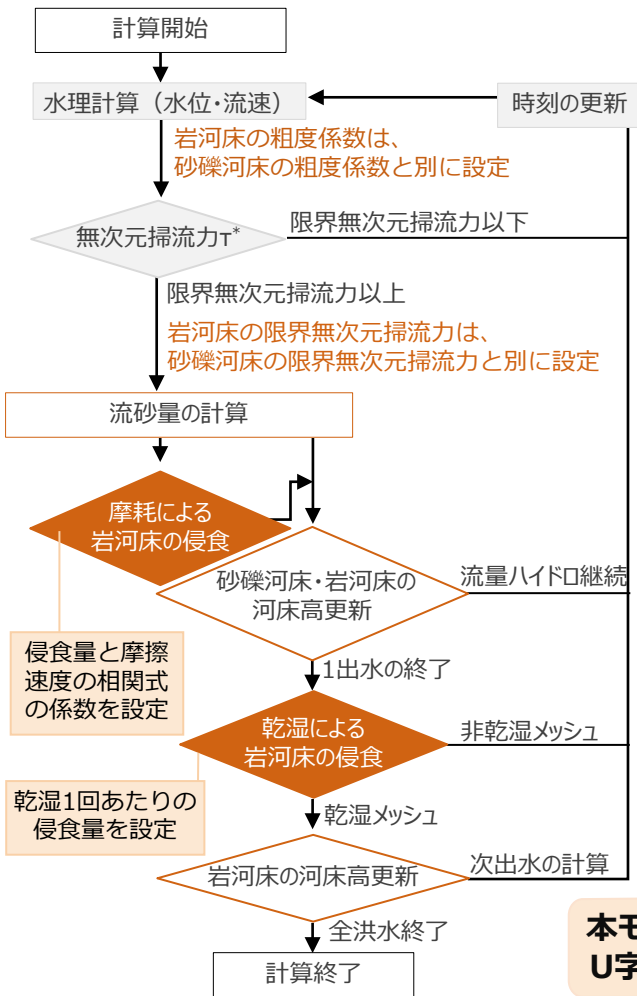 計算開始
水理計算（水位・流速）
時刻の更新
岩河床の粗度係数は、
砂礫河床の粗度係数と別に設定
無次元掃流力τ*
限界無次元掃流力以下
限界無次元掃流力以上
岩河床の限界無次元掃流力は、
砂礫河床の限界無次元掃流力と別に設定
流砂量の計算
摩耗による
岩河床の侵食
砂礫河床・岩河床の
河床高更新
流量ハイドロ継続
侵食量と摩擦
速度の相関式
の係数を設定
1出水の終了
乾湿による
岩河床の侵食
非乾湿メッシュ
乾湿1回あたりの
侵食量を設定
乾湿メッシュ
岩河床の河床高更新
次出水の計算
全洪水終了
計算終了
本モ
U字